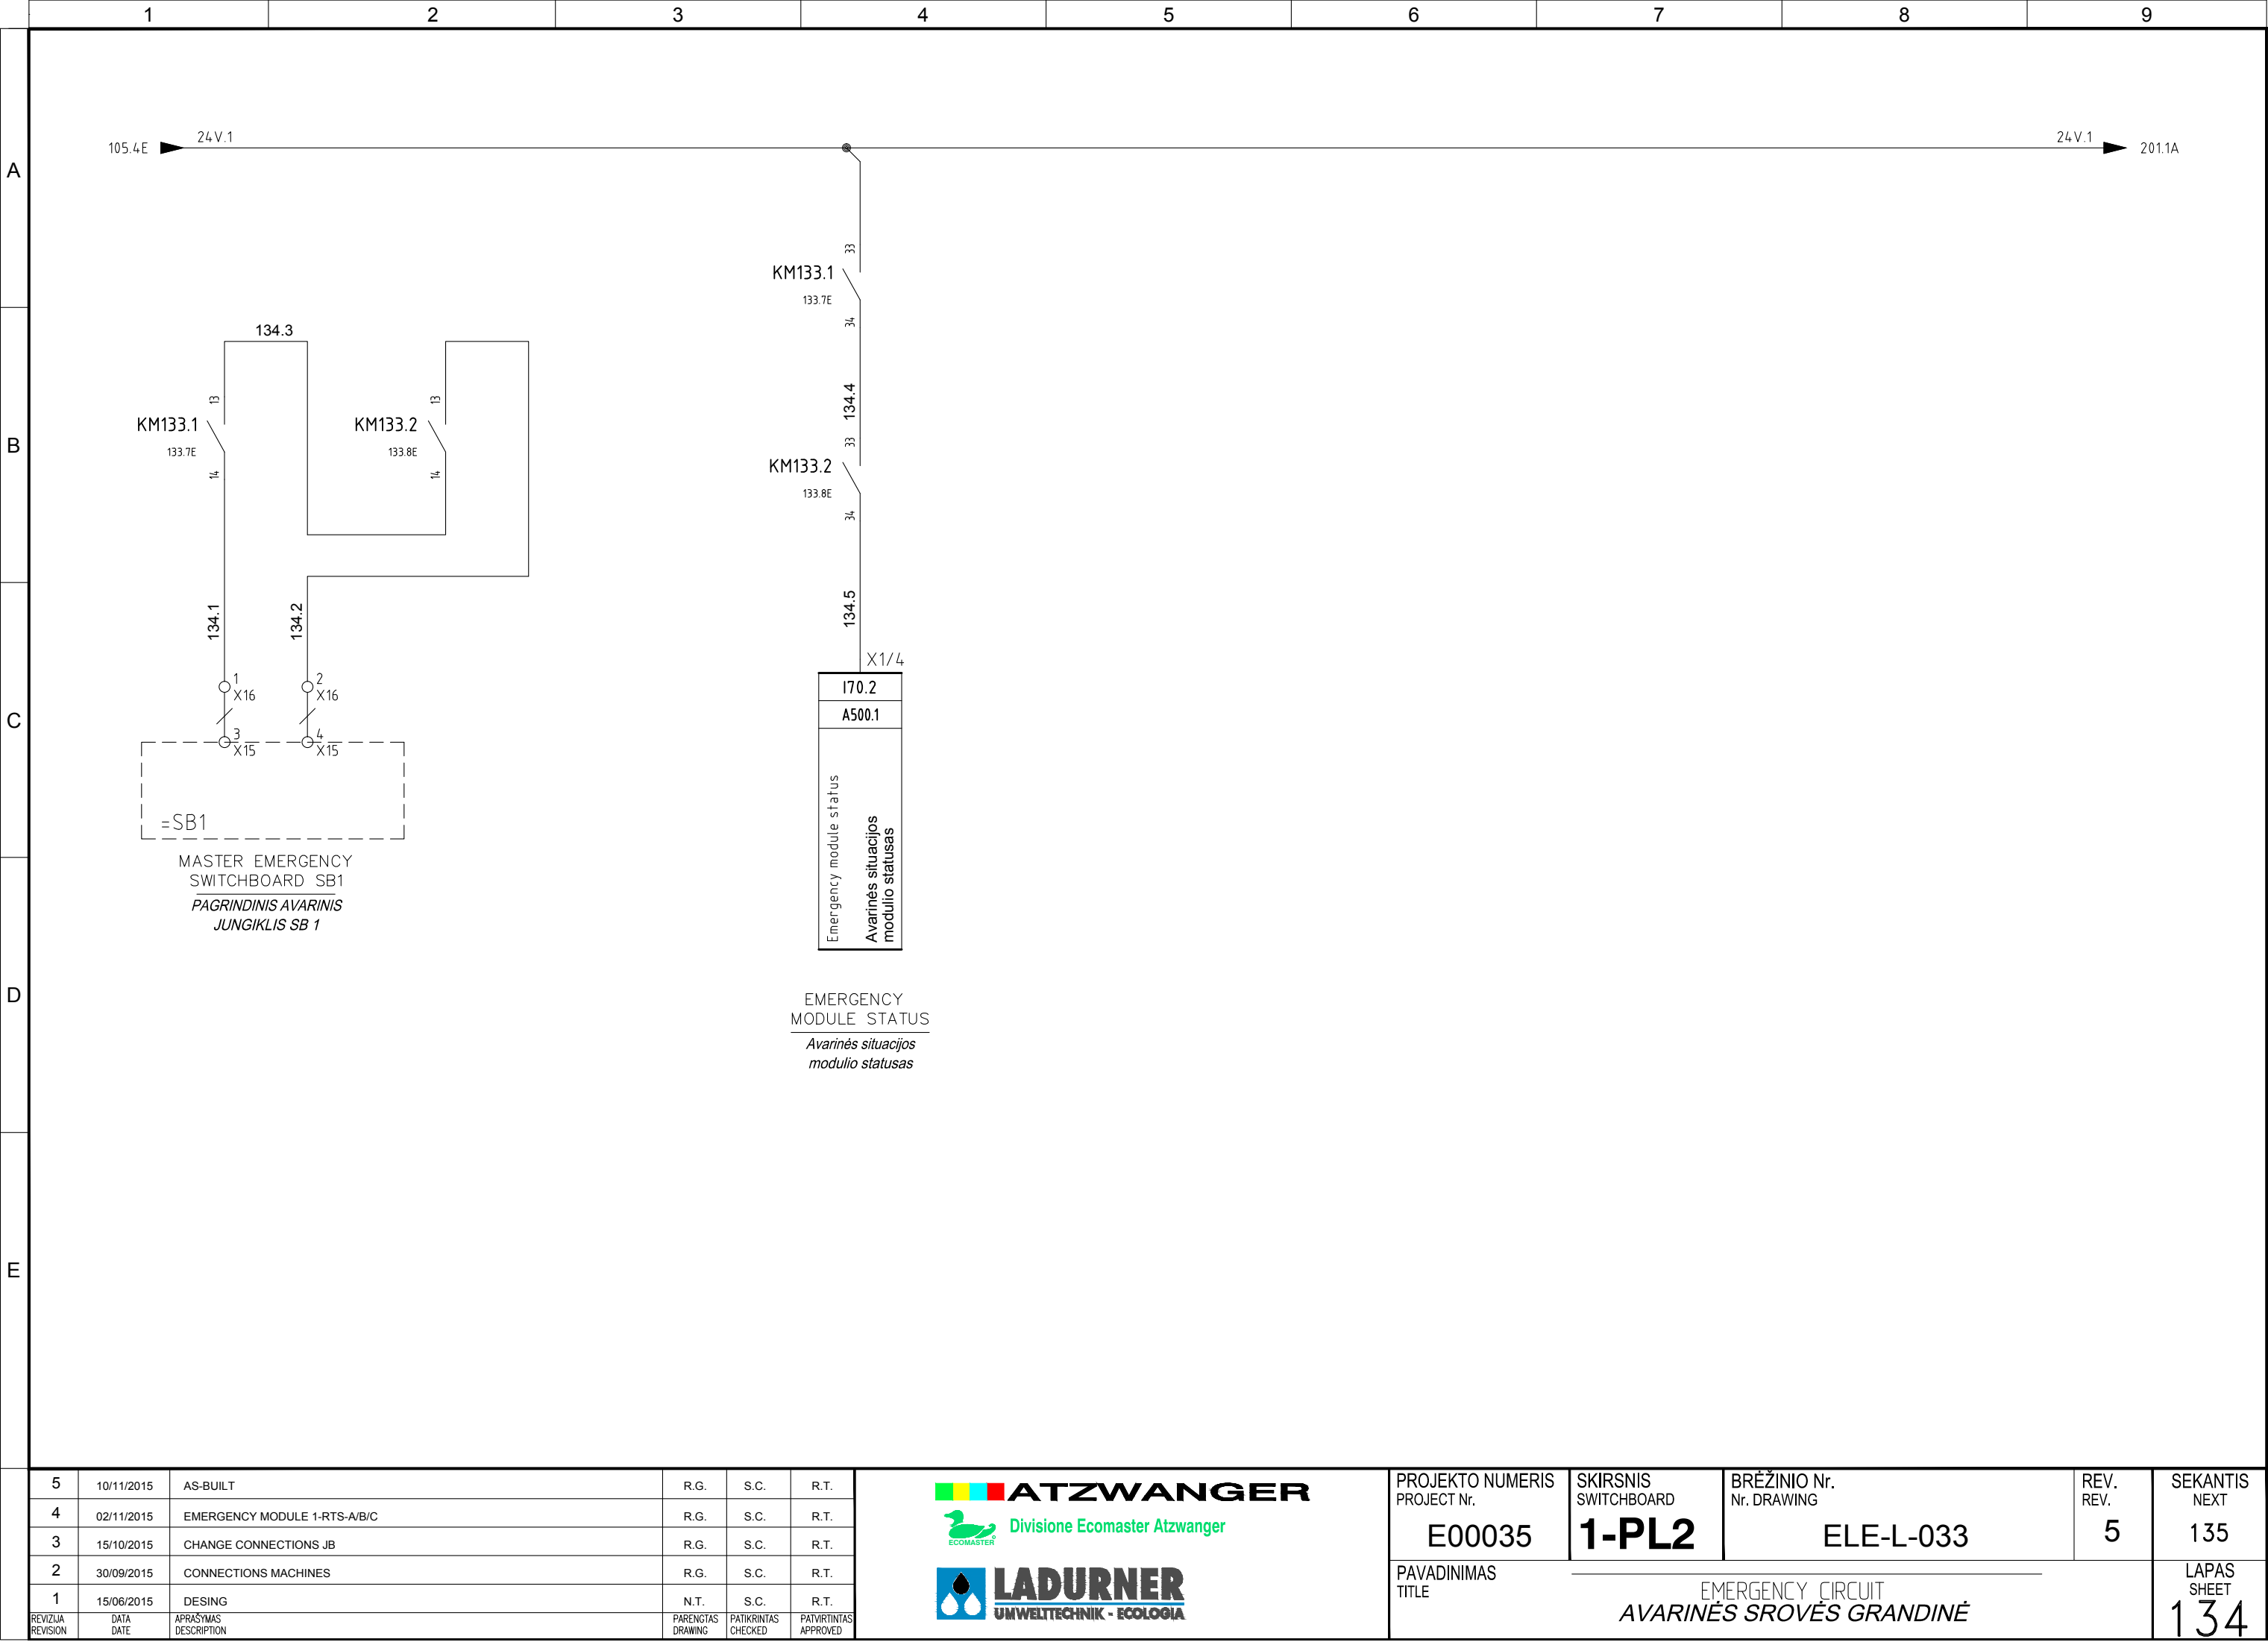 1 2 3 4 5 6 7 8 9
A
B
C
D
E
105.4E
24V.1
24V.1
201.1A
33
KM133.1
133.7E
34
134.4
33
KM133.2
133.8E
34
134.5
X1/4
I70.2
A500.1
Emergency module status
Avarinės situacijos
modulio statusas
EMERGENCY
MODULE STATUS
Avarinės situacijos
modulio statusas
134.3
13
KM133.1
133.7E
14
13
KM133.2
133.8E
14
134.1
134.2
1
X16
2
X16
3
X15
4
X15
=SB1
MASTER EMERGENCY
SWITCHBOARD SB1
PAGRINDINIS AVARINIS
JUNGIKLIS SB 1
5 10/11/2015 AS-BUILT R.G. S.C. R.T.
4 02/11/2015 EMERGENCY MODULE 1-RTS-A/B/C R.G. S.C. R.T.
3 15/10/2015 CHANGE CONNECTIONS JB R.G. S.C. R.T.
2 30/09/2015 CONNECTIONS MACHINES R.G. S.C. R.T.
1 15/06/2015 DESING N.T. S.C. R.T.
REVIZIJA DATA APRAŠYMAS PARENGTAS PATIKRINTAS PATVIRTINTAS
REVISION DATE DESCRIPTION DRAWING CHECKED APPROVED
ATZWANGER
ECOMASTER
Divisione Ecomaster Atzwanger
LADURNER
UMWELTTECHNIK - ECOLOGIA
PROJEKTO NUMERIS
PROJECT Nr.
E00035
SKIRSNIS
SWITCHBOARD
1-PL2
BRĖŽINIO Nr.
Nr. DRAWING
ELE-L-033
REV.
REV.
5
SEKANTIS
NEXT
135
PAVADINIMAS
TITLE
EMERGENCY CIRCUIT
AVARINĖS SROVĖS GRANDINĖ
LAPAS
SHEET
134